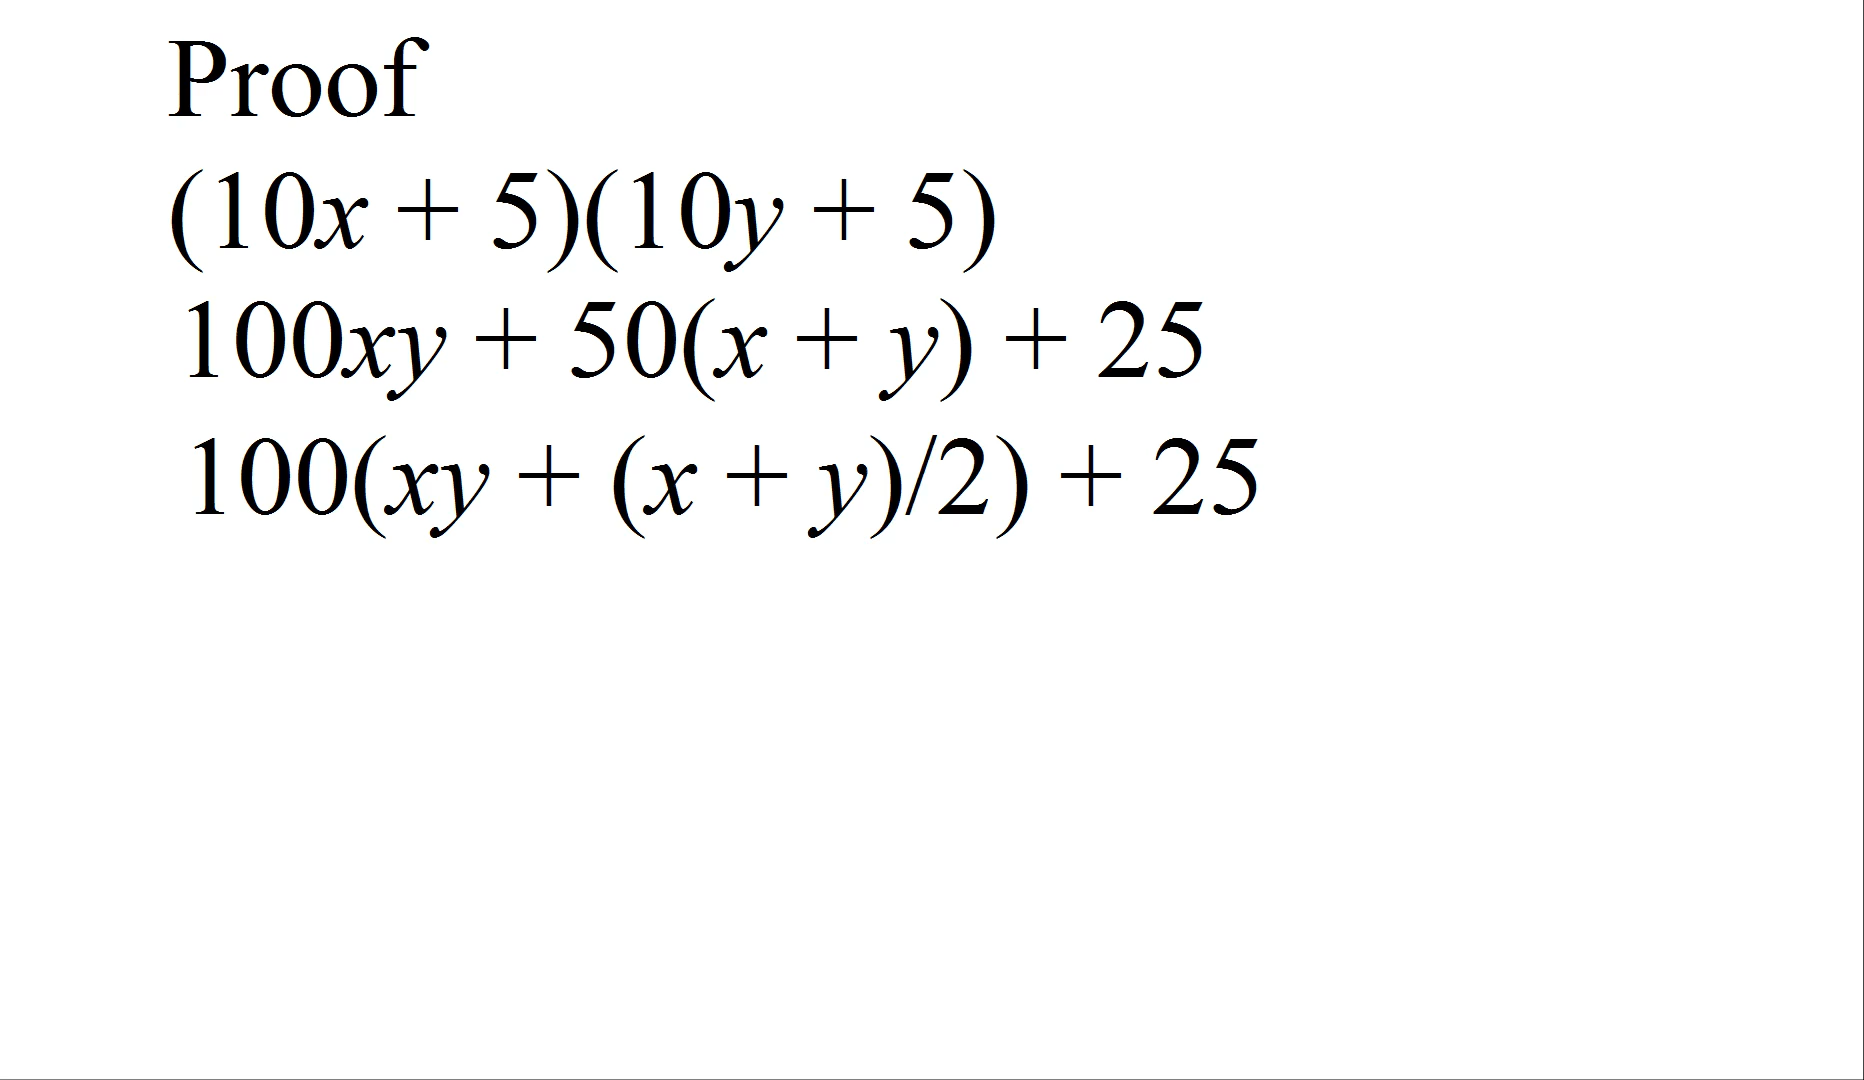 Proof
(10x + 5)(10y + 5)
100xy + 50(x + y) + 25
100(xy + (x + y)/2) + 25